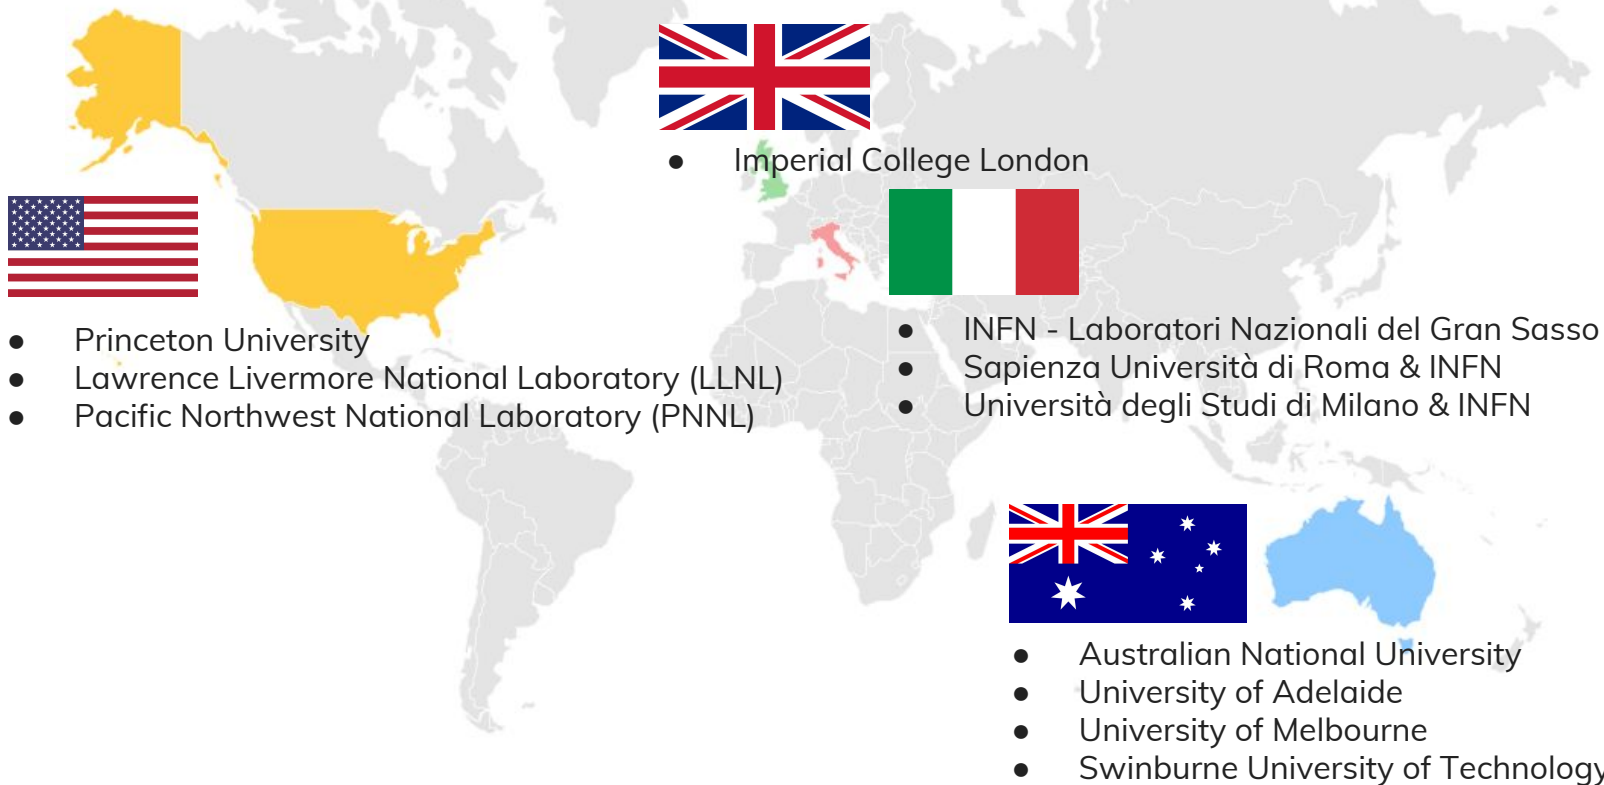 ● Imperial College London
● Princeton University
● Lawrence Livermore National Laboratory (LLNL)
● Pacific Northwest National Laboratory (PNNL)
● INFN - Laboratori Nazionali del Gran Sasso
● Sapienza Università di Roma & INFN
● Università degli Studi di Milano & INFN
● Australian National University
● University of Adelaide
● University of Melbourne
● Swinburne University of Technology